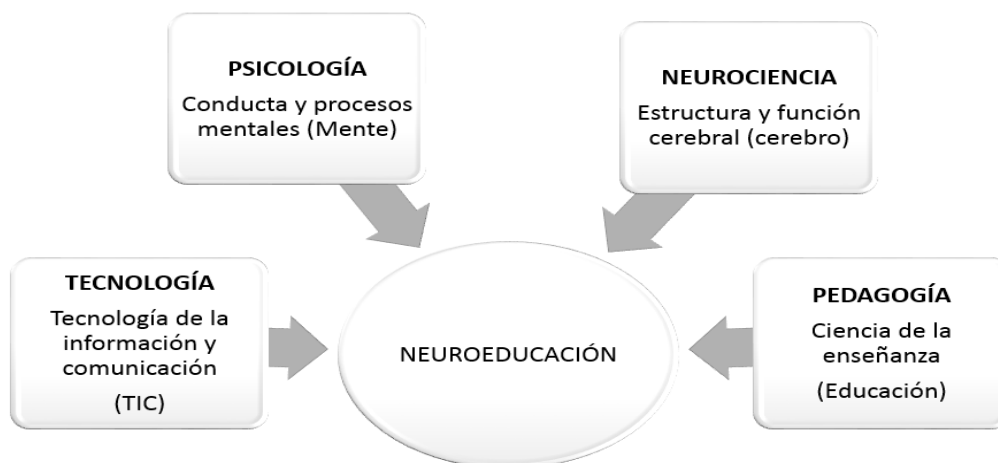 PSICOLOGÍA
Conducta y procesos
mentales (Mente)
NEUROCIENCIA
Estructura y función
cerebral (cerebro)
TECNOLOGÍA
Tecnología de la
información y
comunicación
(TIC)
NEUROEDUCACIÓN
PEDAGOGÍA
Ciencia de la
enseñanza
(Educación)